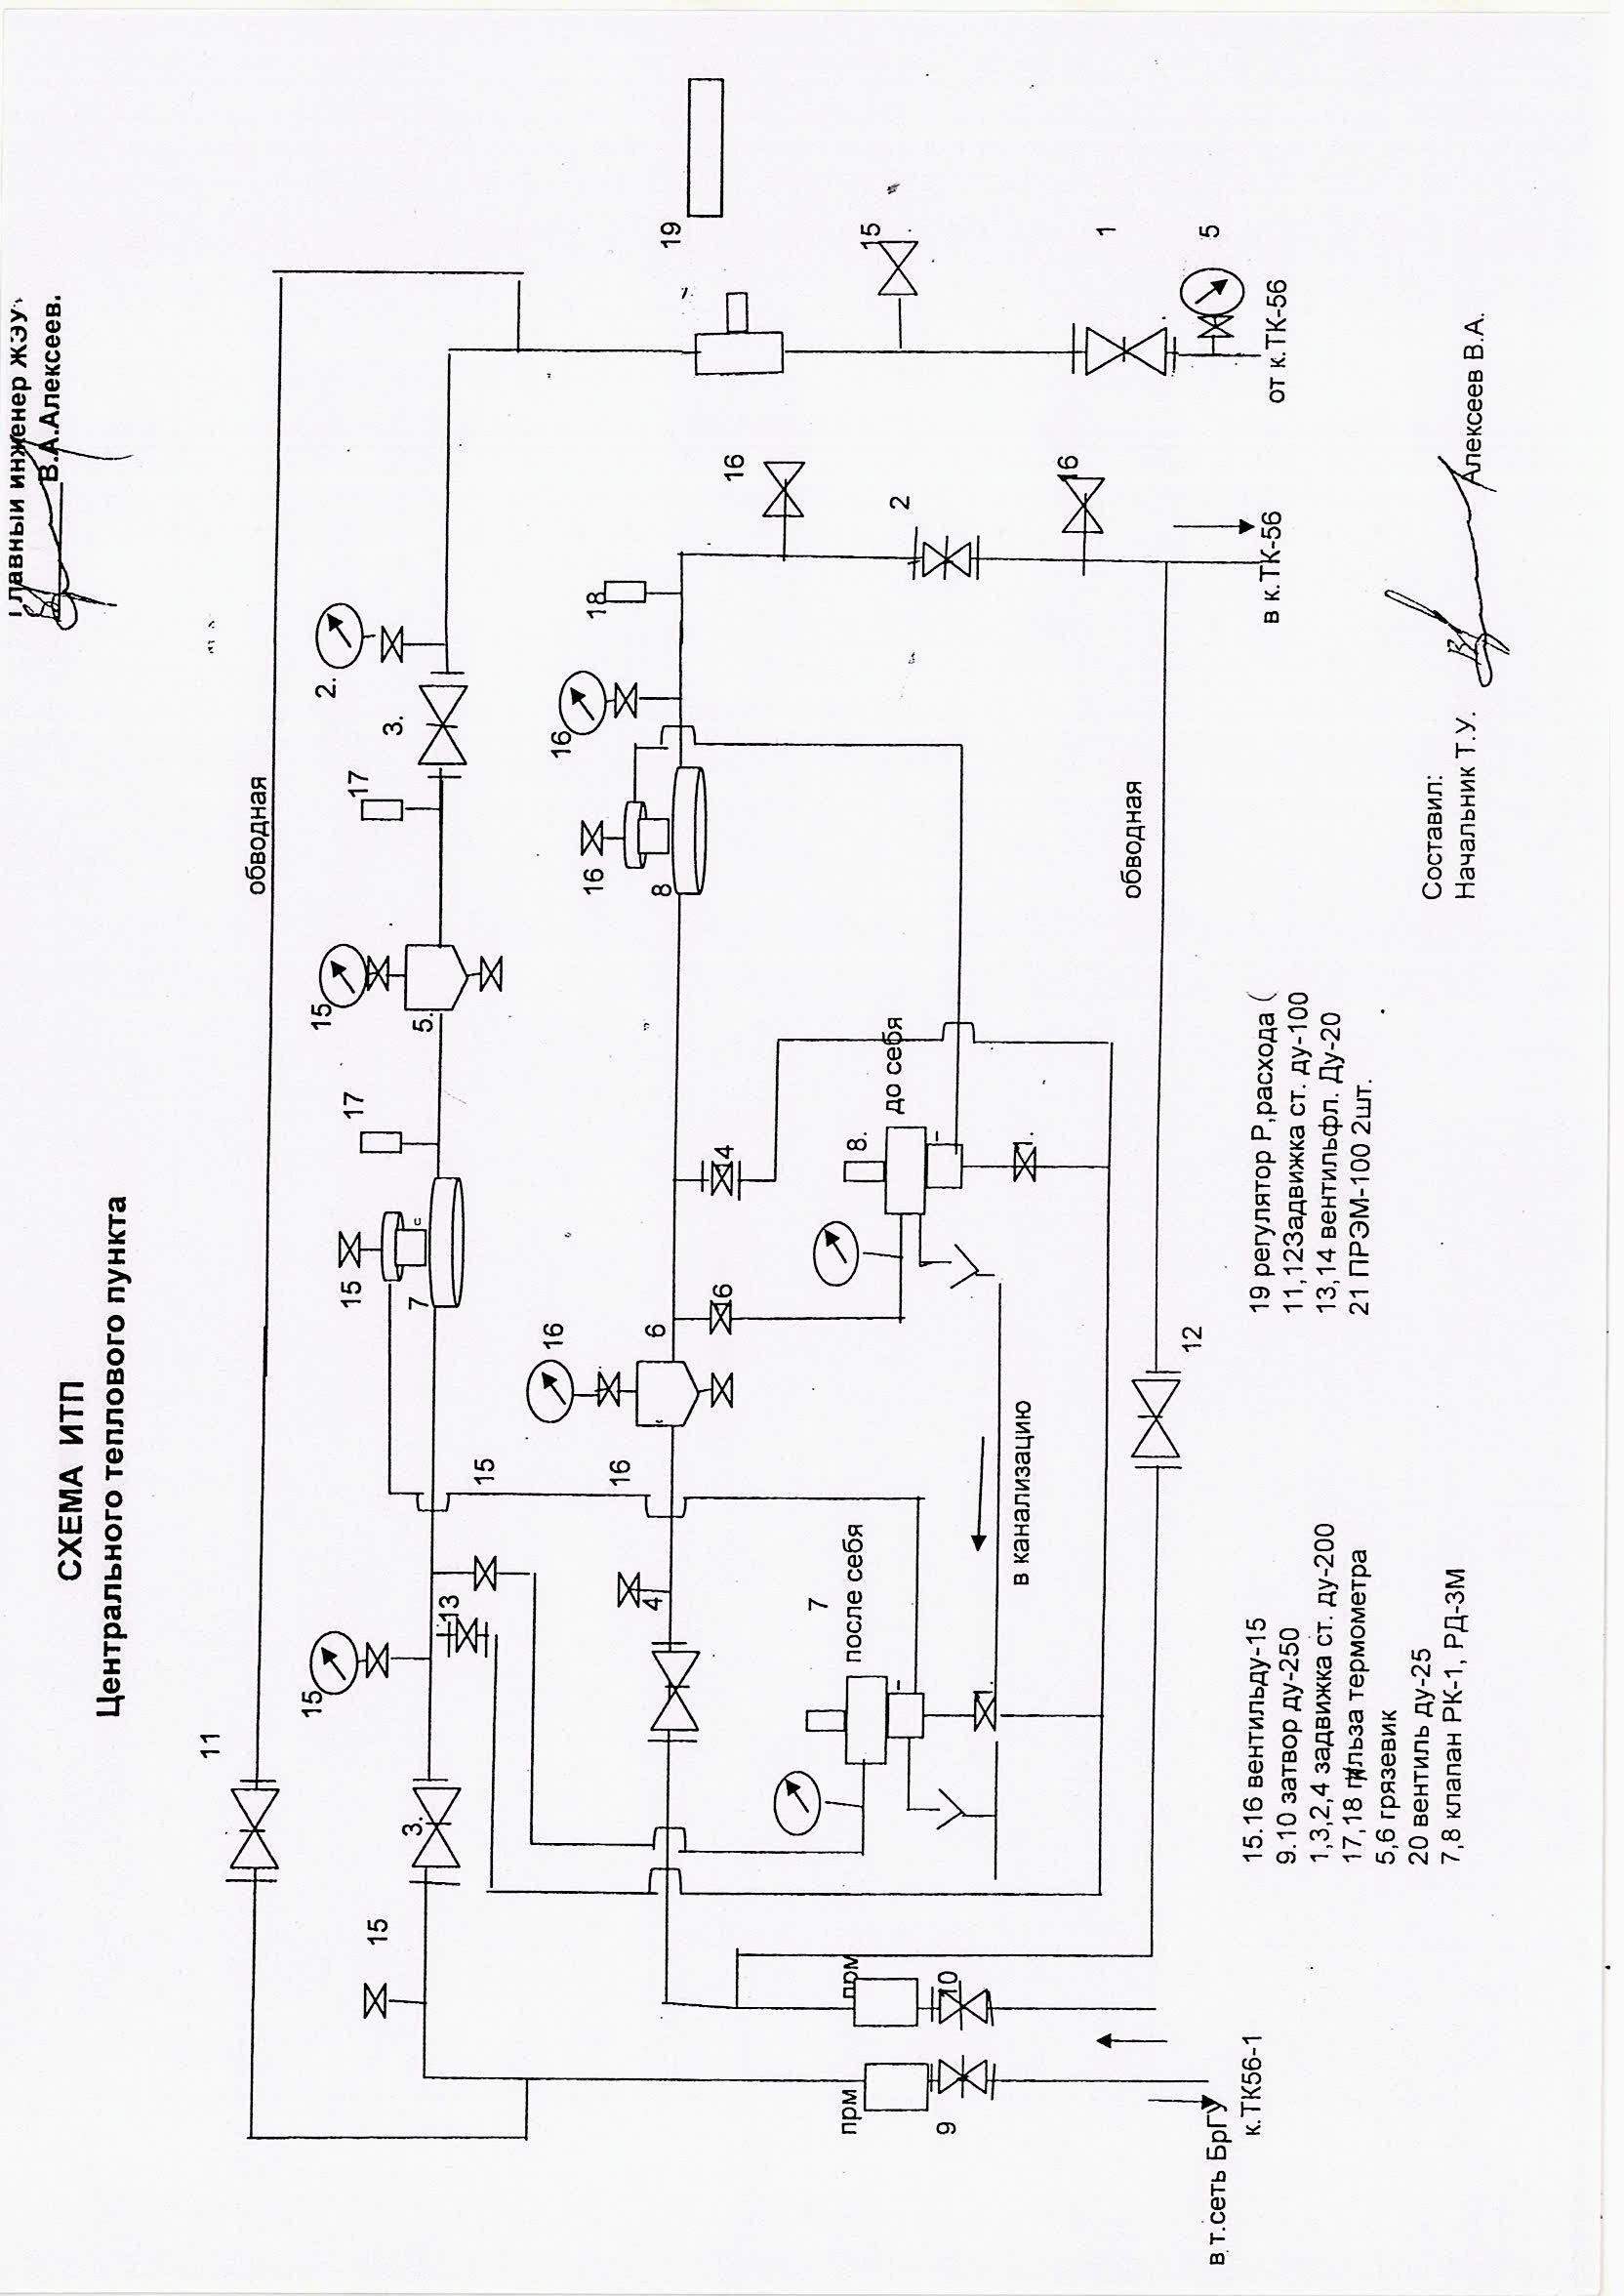 СХЕМА ИТП
Центрального теплового пункта
Главный инженер ЖЭУ
В.А.Алексеев.
11
обводная
15
3.
15
13
15
7
17
15
5.
17
3.
2.
15
16
4
16
6
16
14
8
16
16
18
16
2
16
19
15
1
5
от к.ТК-56
в к.ТК-56
7
после себя
8.
до себя
в канализацию
обводная
12
прм
10
прм
9
к.ТК56-1
в.т.сеть БрГУ
15.16 вентильду-15
9.10 затвор ду-250
1,3,2,4 задвижка ст. ду-200
17,18 гильза термометра
5,6 грязевик
20 вентиль ду-25
7,8 клапан РК-1, РД-3М
19 регулятор Р,расхода (
11,12Задвижка ст. ду-100
13,14 вентильфл. Ду-20
21 ПРЭМ-100 2шт.
Составил:
Начальник Т.У. Алексеев В.А.